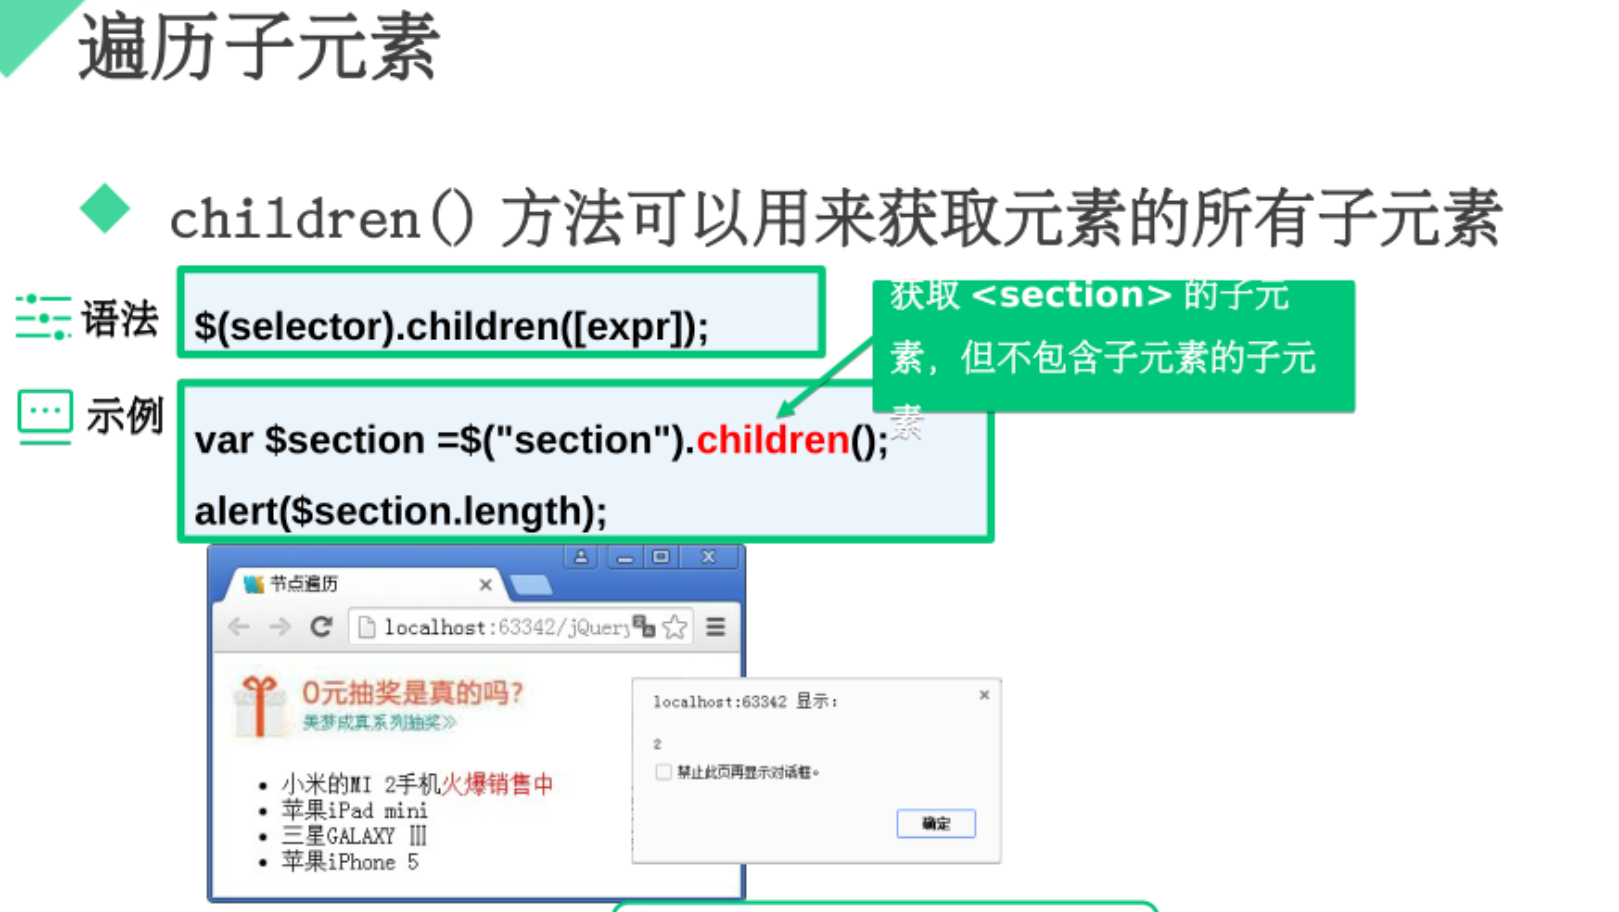 遍历子元素
children() 方法可以用来获取元素的所有子元素
语法
$(selector).children([expr]);
获取 <section> 的子元
素，但不包含子元素的子元
素
示例
var $section =$("section").children();
alert($section.length);
节点遍历
localhost:63342/jQuery
0元抽奖是真的吗?
美梦成真系列抽奖>>
小米的MI 2手机火爆销售中
苹果iPad mini
三星GALAXY Ⅲ
苹果iPhone 5
localhost:63342 显示:
2
禁止此页再显示对话框。
确定